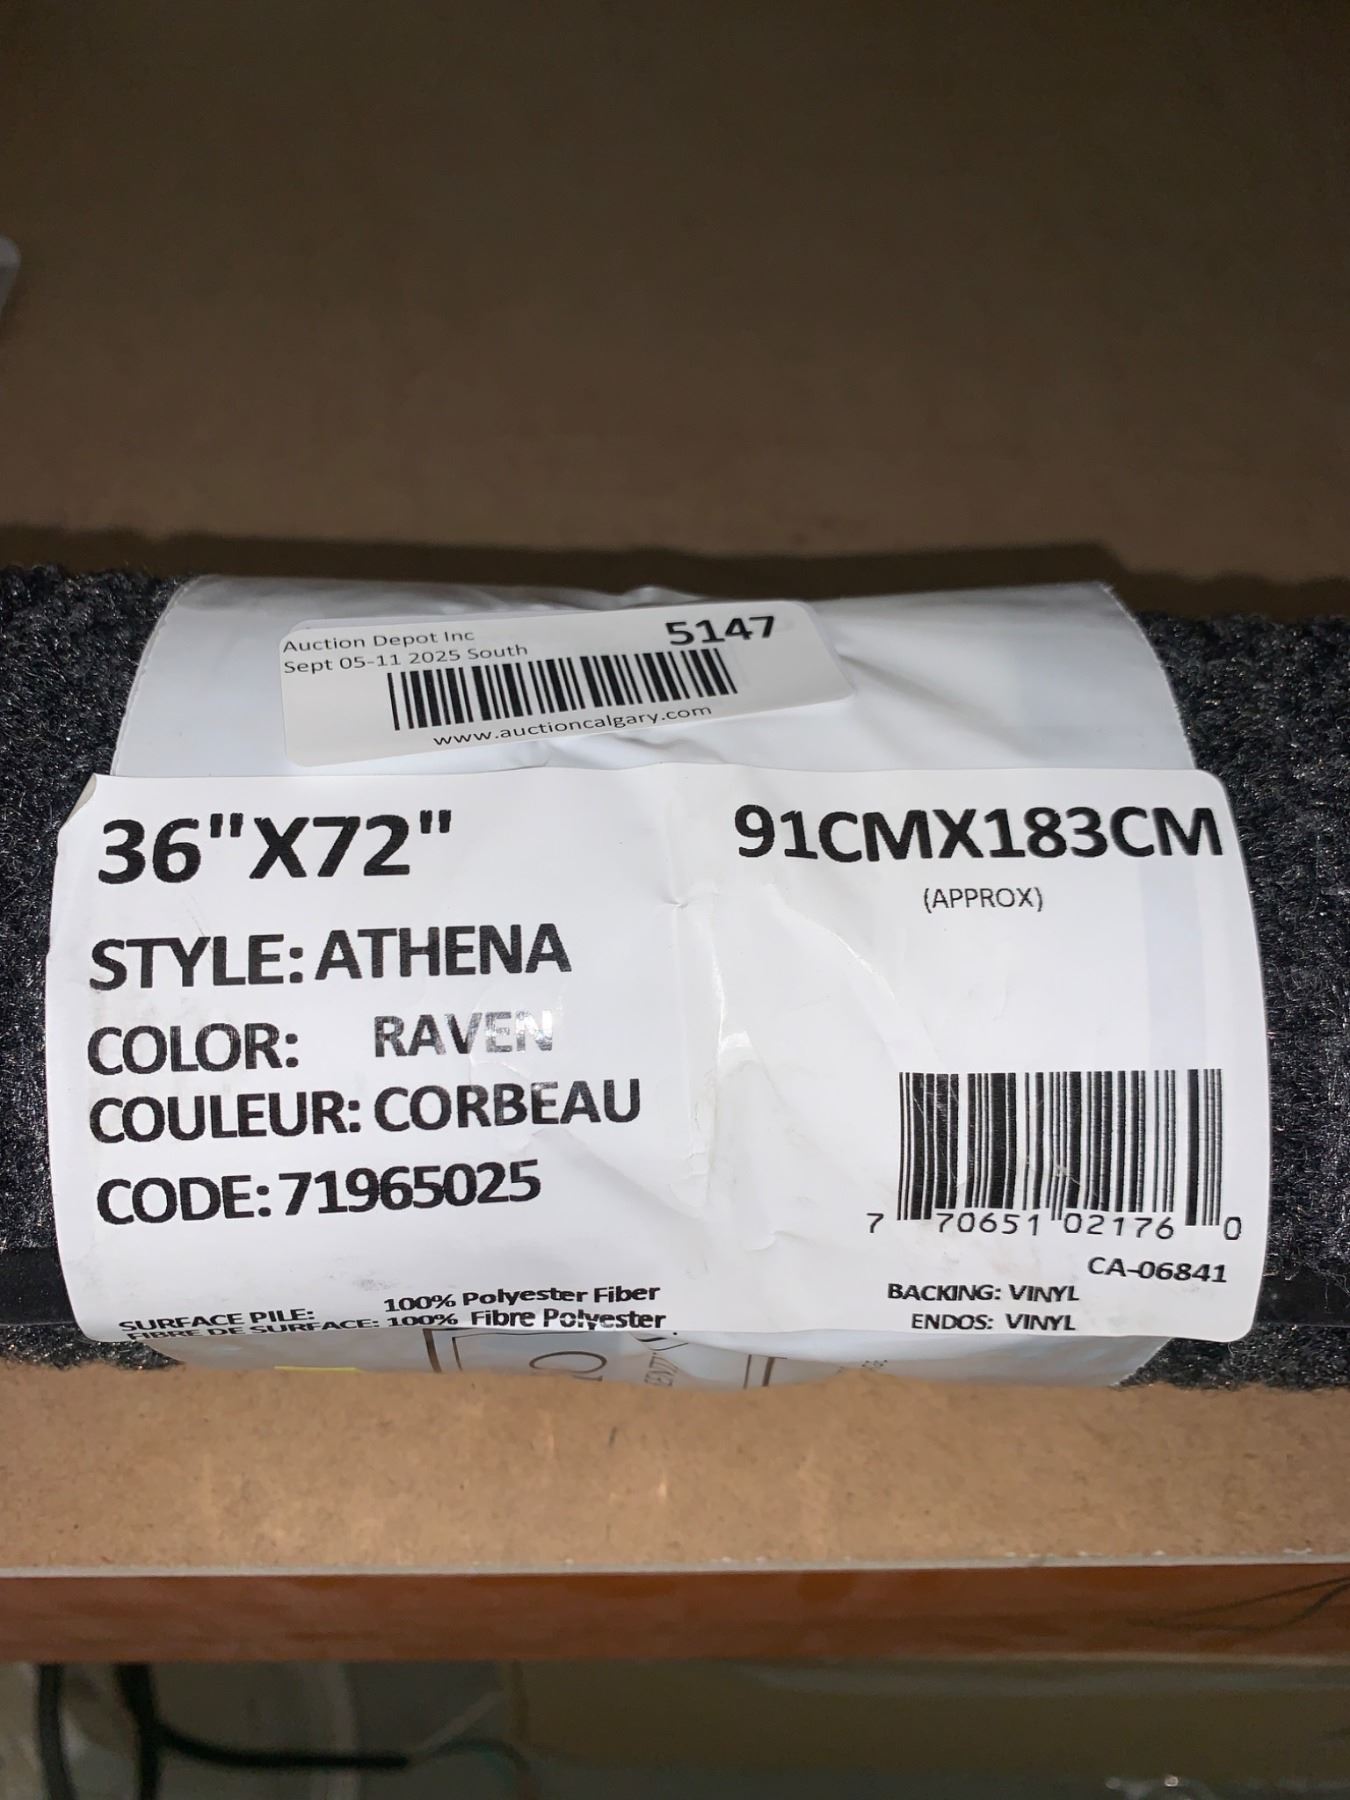 Auction Depot Inc 5147
Sept 05-11 2025 South
www.auctioncalgary.com
36"X72" 91CMX183CM
(APPROX)
STYLE: ATHENA
COLOR: RAVEN
COULEUR: CORBEAU
CODE: 71965025
7 70651 02176 0
CA-06841
SURFACE PILE: 100% Polyester Fiber
FIBRE DE SURFACE: 100% Fibre Polyester
BACKING: VINYL
ENDOS: VINYL